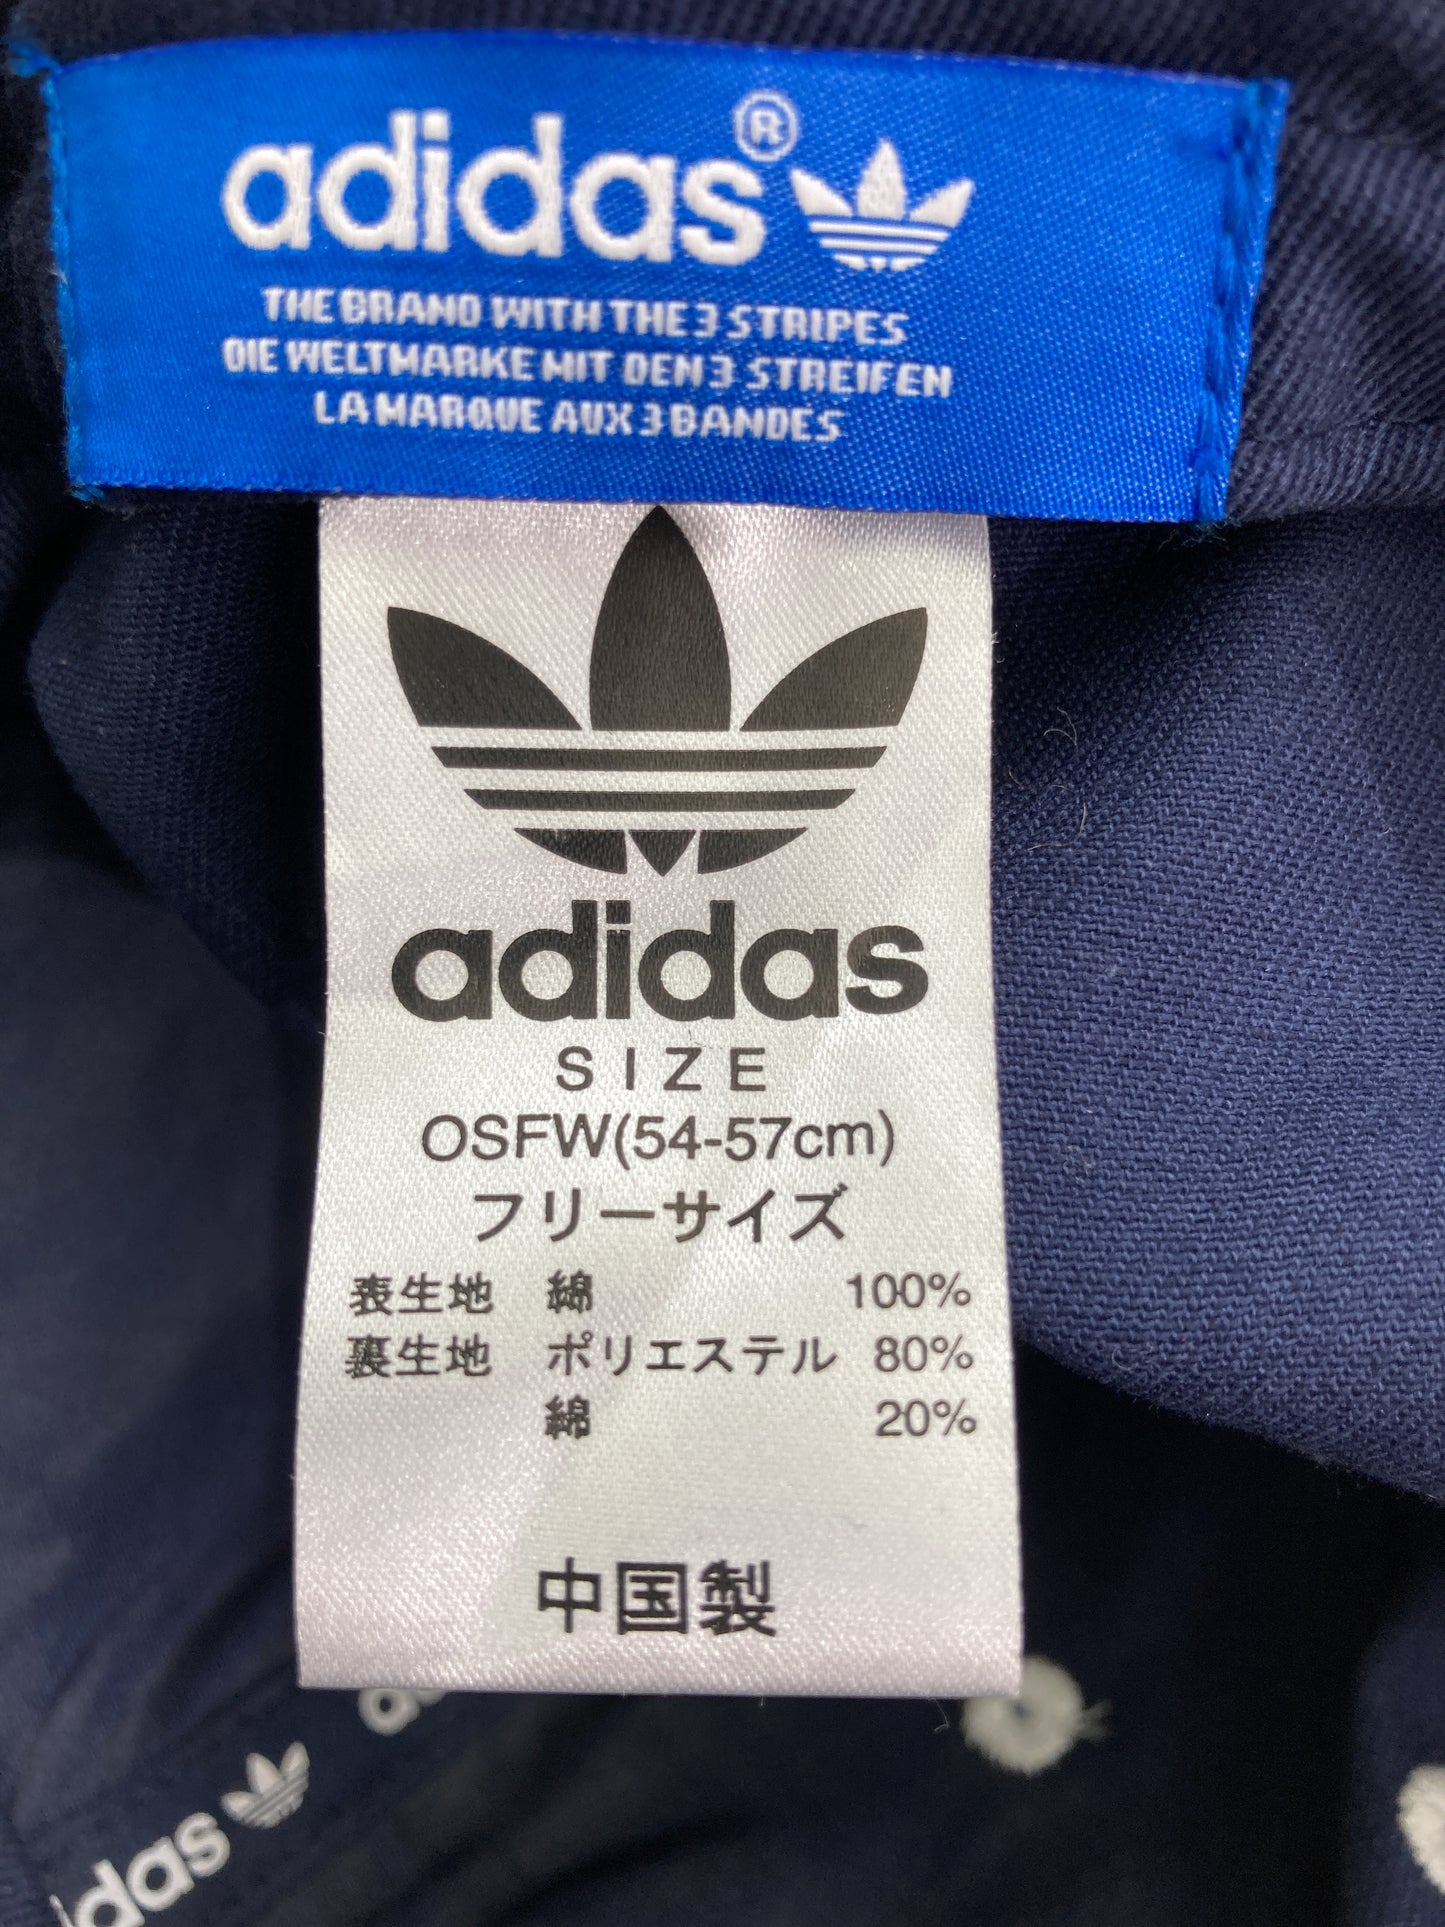 adidas®
THE BRAND WITH THE 3 STRIPES
DIE WELTMARKE MIT DEN 3 STREIFEN
LA MARQUE AUX 3 BANDES
adidas
SIZE
OSFW(54-57cm)
フリーサイズ
表生地 綿 100%
裏生地 ポリエステル 80%
綿 20%
中国製
didas